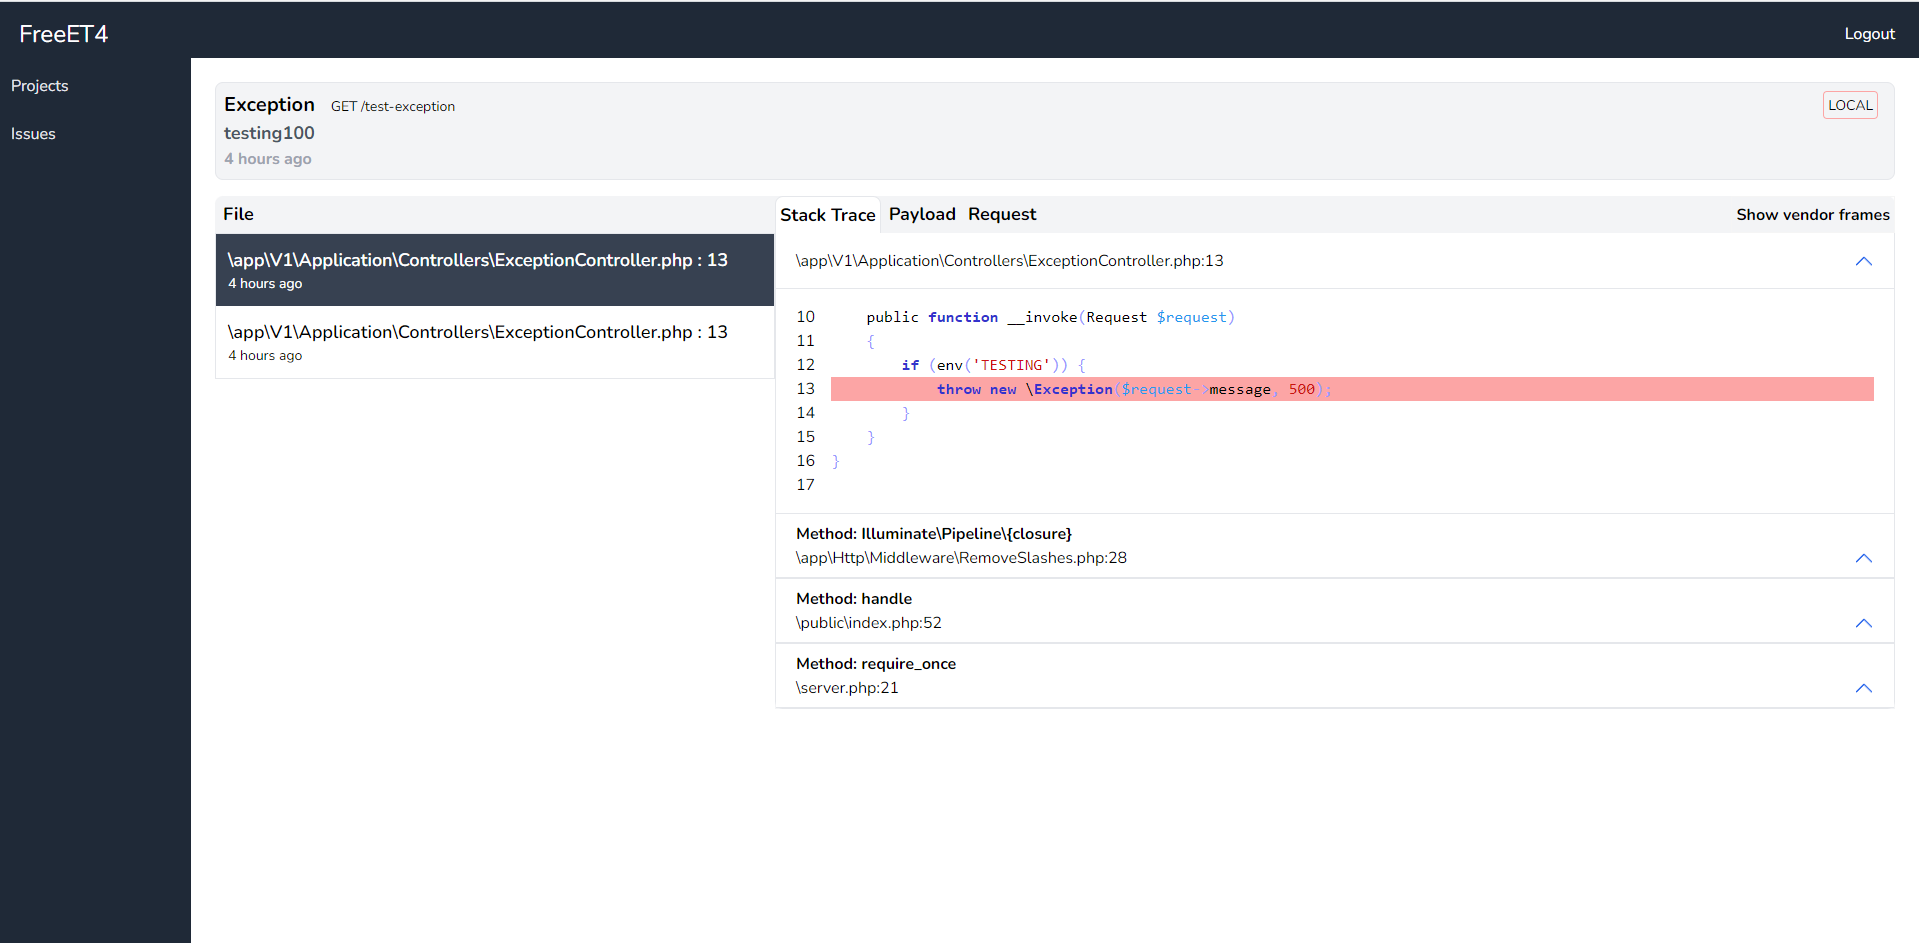 FreeET4
Logout
Projects
Issues
Exception GET /test-exception
LOCAL
testing100
4 hours ago
File
\app\V1\Application\Controllers\ExceptionController.php : 13
4 hours ago
\app\V1\Application\Controllers\ExceptionController.php : 13
4 hours ago
Stack Trace Payload Request Show vendor frames
\app\V1\Application\Controllers\ExceptionController.php:13
10 public function __invoke(Request $request)
11 {
12 if (env('TESTING')) {
13 throw new \Exception($request->message, 500);
14 }
15 }
16 }
17
Method: Illuminate\Pipeline\{closure}
\app\Http\Middleware\RemoveSlashes.php:28
Method: handle
\public\index.php:52
Method: require_once
\server.php:21